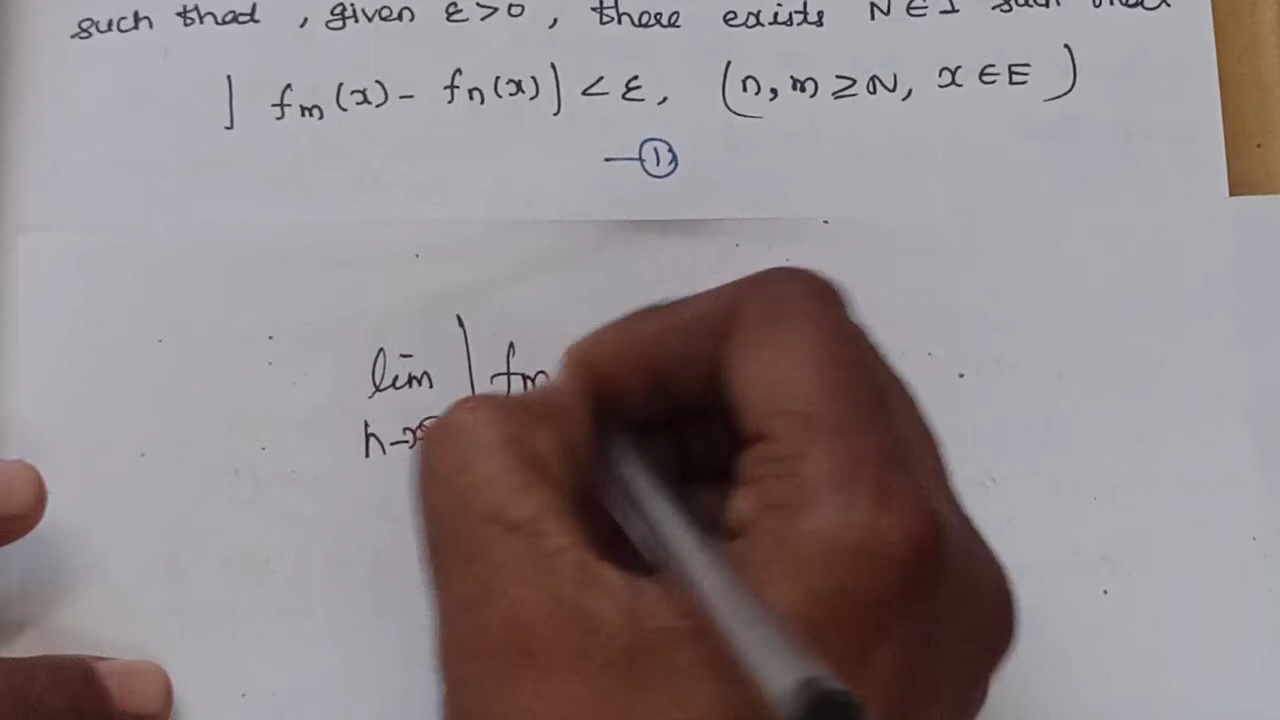 such that , given ε>0 , there exists N ∈ I such that
| fm(x) - fn(x)| < ε, (n, m ≥ N, x ∈ E )
—①
lim | fm
n→∞